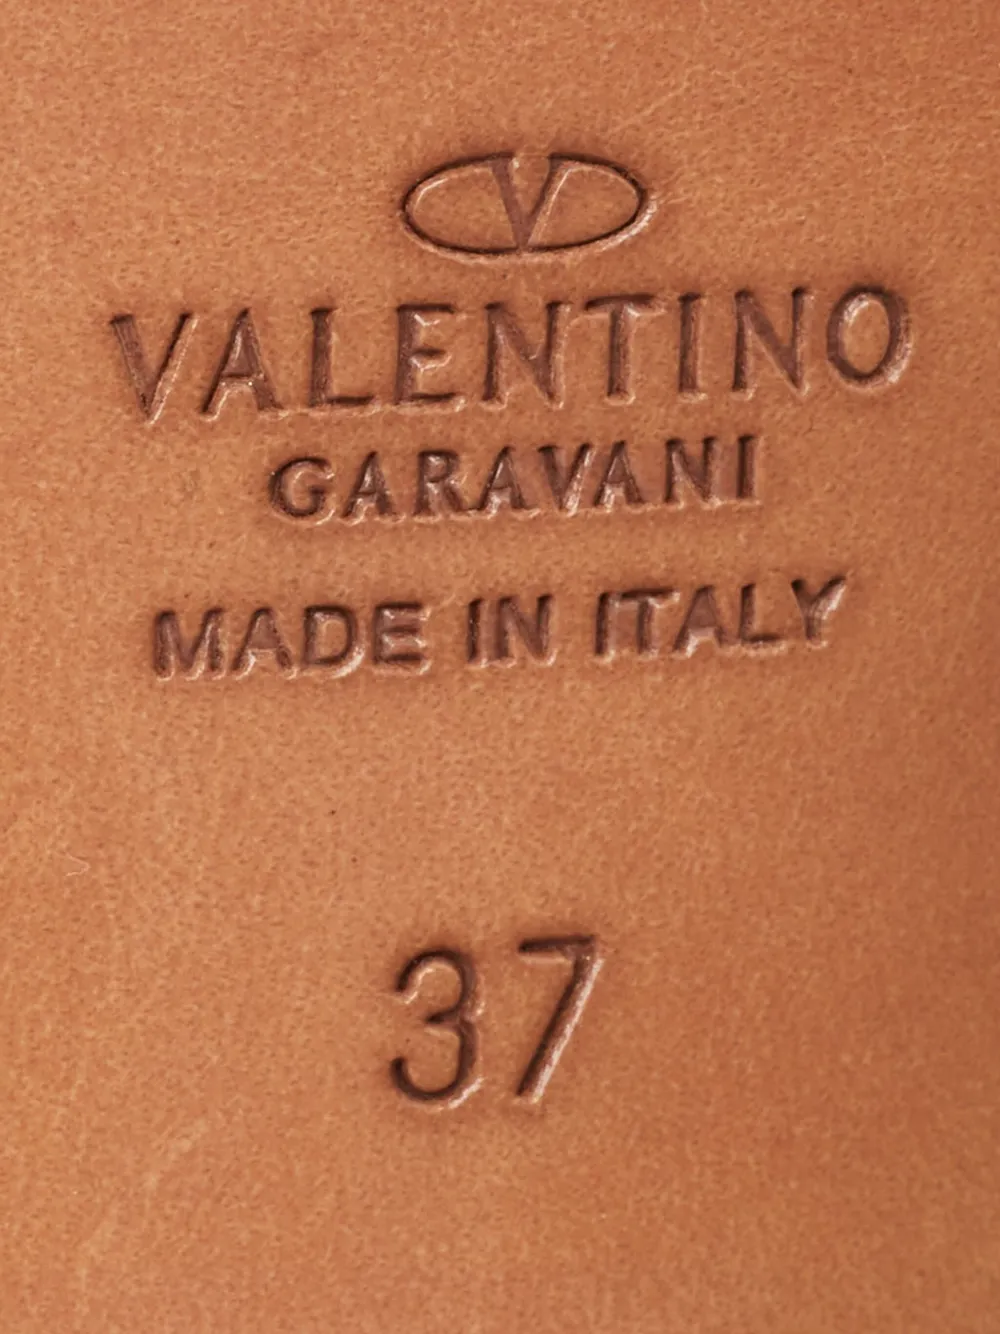 V
VALENTINO
GARAVANI
MADE IN ITALY
37